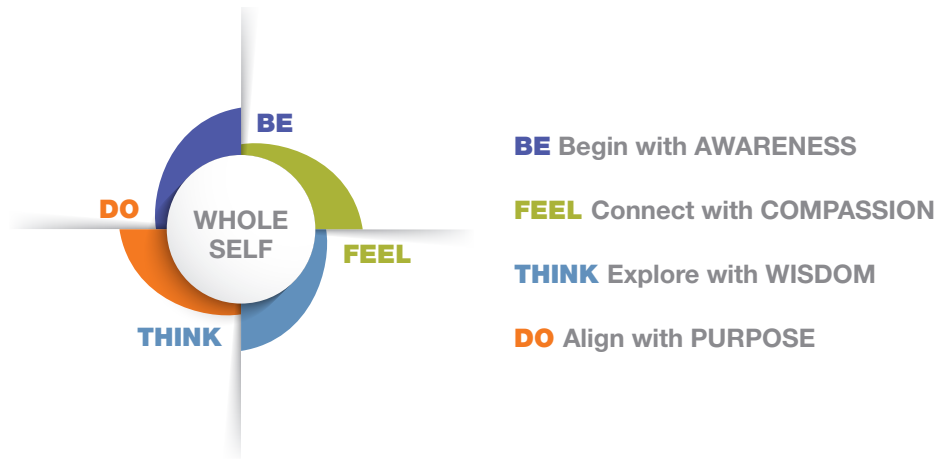 BE
DO
WHOLE
SELF
FEEL
THINK
BE Begin with AWARENESS
FEEL Connect with COMPASSION
THINK Explore with WISDOM
DO Align with PURPOSE